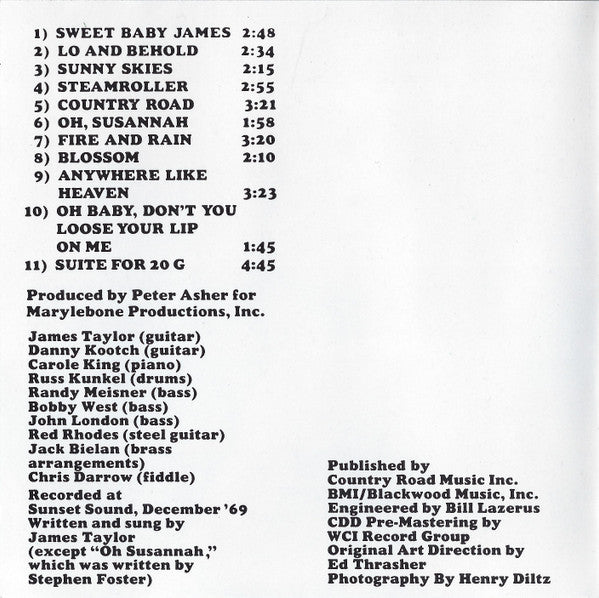 1) SWEET BABY JAMES 2:48
2) LO AND BEHOLD 2:34
3) SUNNY SKIES 2:15
4) STEAMROLLER 2:55
5) COUNTRY ROAD 3:21
6) OH, SUSANNAH 1:58
7) FIRE AND RAIN 3:20
8) BLOSSOM 2:10
9) ANYWHERE LIKE
HEAVEN 3:23
10) OH BABY, DON'T YOU
LOOSE YOUR LIP
ON ME 1:45
11) SUITE FOR 20 G 4:45
Produced by Peter Asher for
Marylebone Productions, Inc.
James Taylor (guitar)
Danny Kootch (guitar)
Carole King (piano)
Russ Kunkel (drums)
Randy Meisner (bass)
Bobby West (bass)
John London (bass)
Red Rhodes (steel guitar)
Jack Bielan (brass
arrangements)
Chris Darrow (fiddle)
Recorded at
Sunset Sound, December '69
Written and sung by
James Taylor
(except "Oh Susannah,"
which was written by
Stephen Foster)
Published by
Country Road Music Inc.
BMI/Blackwood Music, Inc.
Engineered by Bill Lazerus
CDD Pre-Mastering by
WCI Record Group
Original Art Direction by
Ed Thrasher
Photography By Henry Diltz